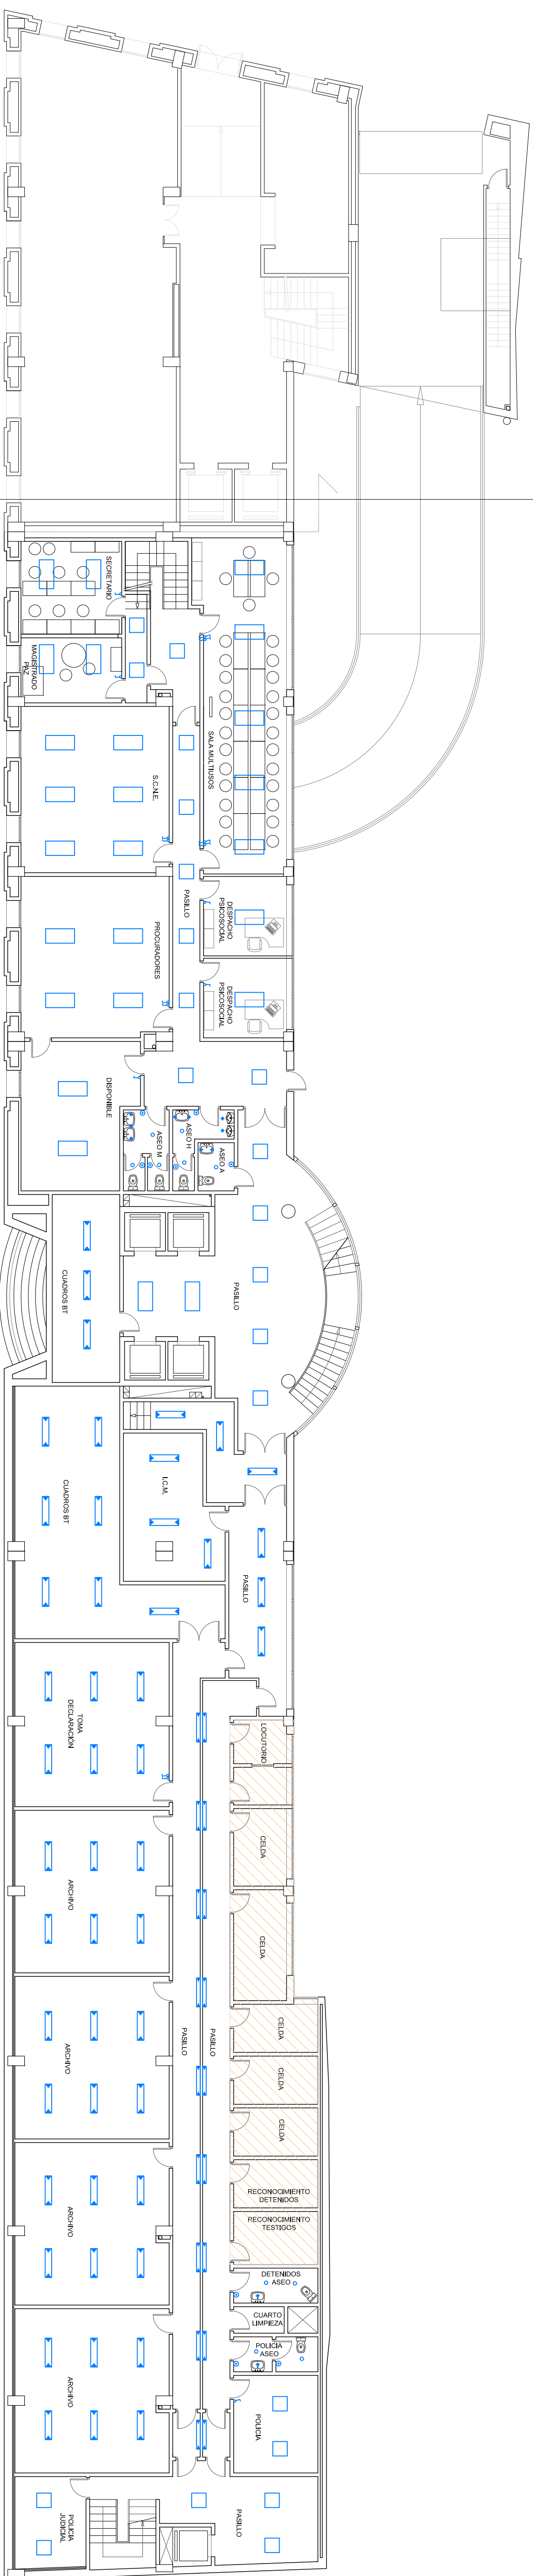 SECRETARIO
MAGISTRADO
PAZ
SALA MULTIUSOS
S.C.N.E.
PASILLO
DESPACHO
PSICOSOCIAL
PROCURADORES
DESPACHO
PSICOSOCIAL
DISPONIBLE
ASEO M
ASEO H
ASEO A
CUADROS BT
PASILLO
CUADROS BT
I.C.M.
PASILLO
TOMA
DECLARACIÓN
LOCUTORIO
CELDA
ARCHIVO
CELDA
CELDA
ARCHIVO
PASILLO
PASILLO
CELDA
CELDA
RECONOCIMIENTO
DETENIDOS
ARCHIVO
RECONOCIMIENTO
TESTIGOS
DETENIDOS
ASEO
CUARTO
LIMPIEZA
POLICIA
ASEO
ARCHIVO
POLICIA
POLICIA
JUDICIAL
PASILLO